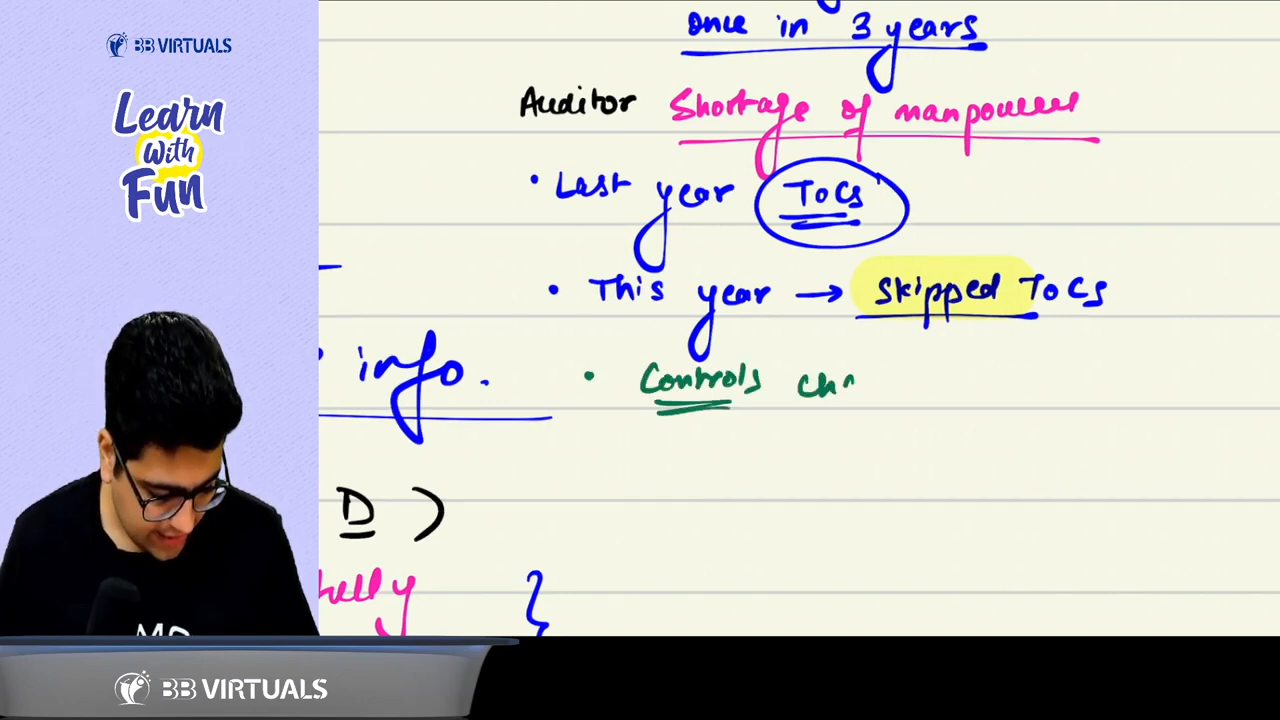 BB VIRTUALS
Learn
With
Fun
once in 3 years
Auditor Shortage of manpower
• Last year TOCs
• This year → skipped TOCs
info.
• Controls ch
D )
}
BB VIRTUALS